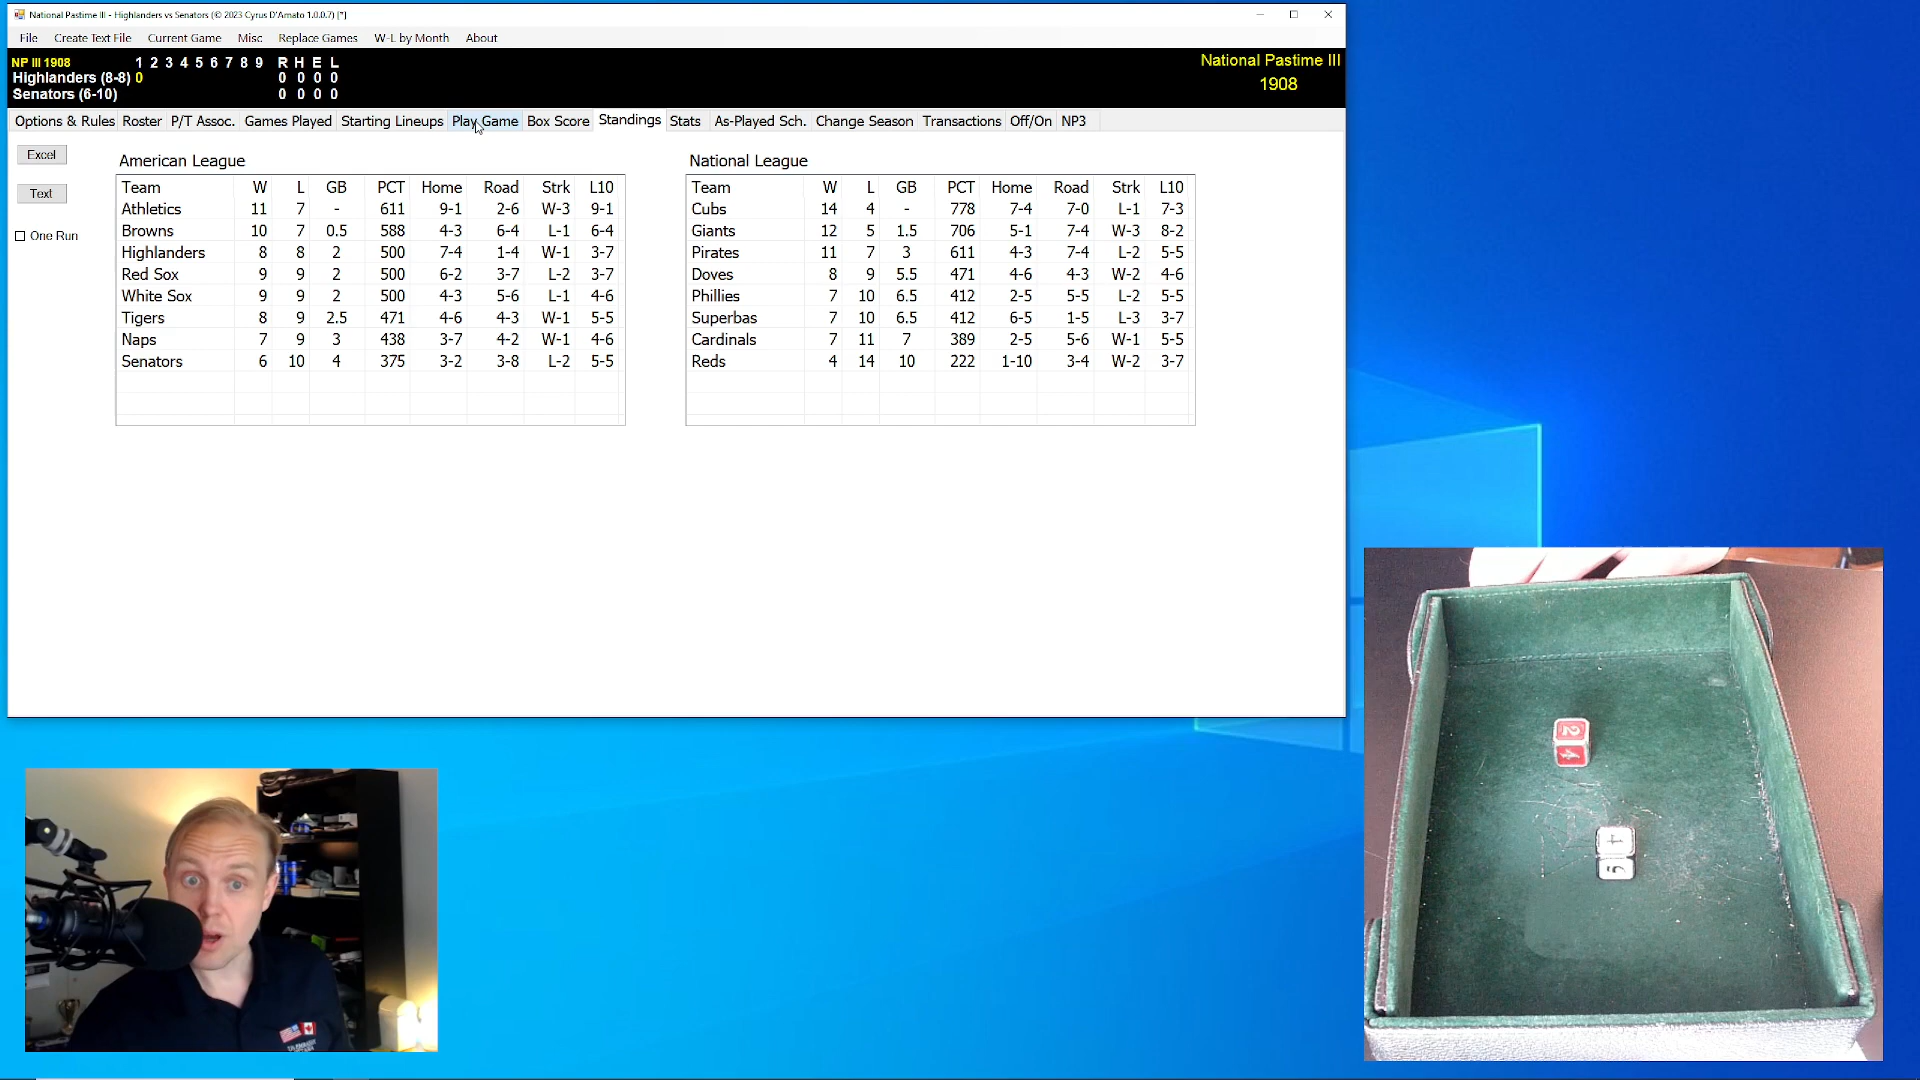 National Pastime III - Highlanders vs Senators (© 2023 Cyrus D'Amato 1.0.0.7) [*]
File Create Text File Current Game Misc Replace Games W-L by Month About
NP III 1908 1 2 3 4 5 6 7 8 9 R H E L
Highlanders (8-8) 0 0 0 0 0
Senators (6-10) 0 0 0 0
National Pastime III
1908
Options & Rules Roster P/T Assoc. Games Played Starting Lineups Play Game Box Score Standings Stats As-Played Sch. Change Season Transactions Off/On NP3
Excel
Text
One Run
American League
Team W L GB PCT Home Road Strk L10
Athletics 11 7 - 611 9-1 2-6 W-3 9-1
Browns 10 7 0.5 588 4-3 6-4 L-1 6-4
Highlanders 8 8 2 500 7-4 1-4 W-1 3-7
Red Sox 9 9 2 500 6-2 3-7 L-2 3-7
White Sox 9 9 2 500 4-3 5-6 L-1 4-6
Tigers 8 9 2.5 471 4-6 4-3 W-1 5-5
Naps 7 9 3 438 3-7 4-2 W-1 4-6
Senators 6 10 4 375 3-2 3-8 L-2 5-5
National League
Team W L GB PCT Home Road Strk L10
Cubs 14 4 - 778 7-4 7-0 L-1 7-3
Giants 12 5 1.5 706 5-1 7-4 W-3 8-2
Pirates 11 7 3 611 4-3 7-4 L-2 5-5
Doves 8 9 5.5 471 4-6 4-3 W-2 4-6
Phillies 7 10 6.5 412 2-5 5-5 L-2 5-5
Superbas 7 10 6.5 412 6-5 1-5 L-3 3-7
Cardinals 7 11 7 389 2-5 5-6 W-1 5-5
Reds 4 14 10 222 1-10 3-4 W-2 3-7
2
4